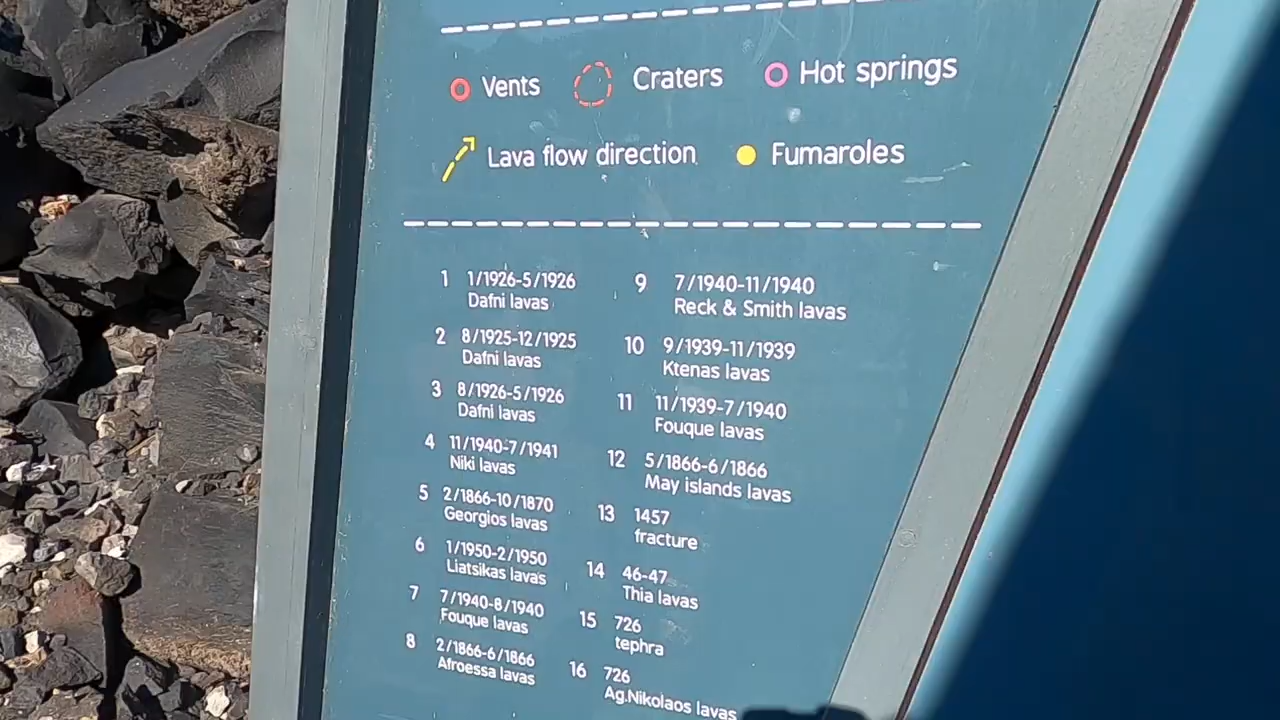 Vents Craters Hot springs
Lava flow direction Fumaroles
1 1/1926-5/1926
Dafni lavas
2 8/1925-12/1925
Dafni lavas
3 8/1926-5/1926
Dafni lavas
4 11/1940-7/1941
Niki lavas
5 2/1866-10/1870
Georgios lavas
6 1/1950-2/1950
Liatsikas lavas
7 7/1940-8/1940
Fouque lavas
8 2/1866-6/1866
Afroessa lavas
9 7/1940-11/1940
Reck & Smith lavas
10 9/1939-11/1939
Ktenas lavas
11 11/1939-7/1940
Fouque lavas
12 5/1866-6/1866
May islands lavas
13 1457
fracture
14 46-47
Thia lavas
15 726
tephra
16 726
Ag.Nikolaos lavas